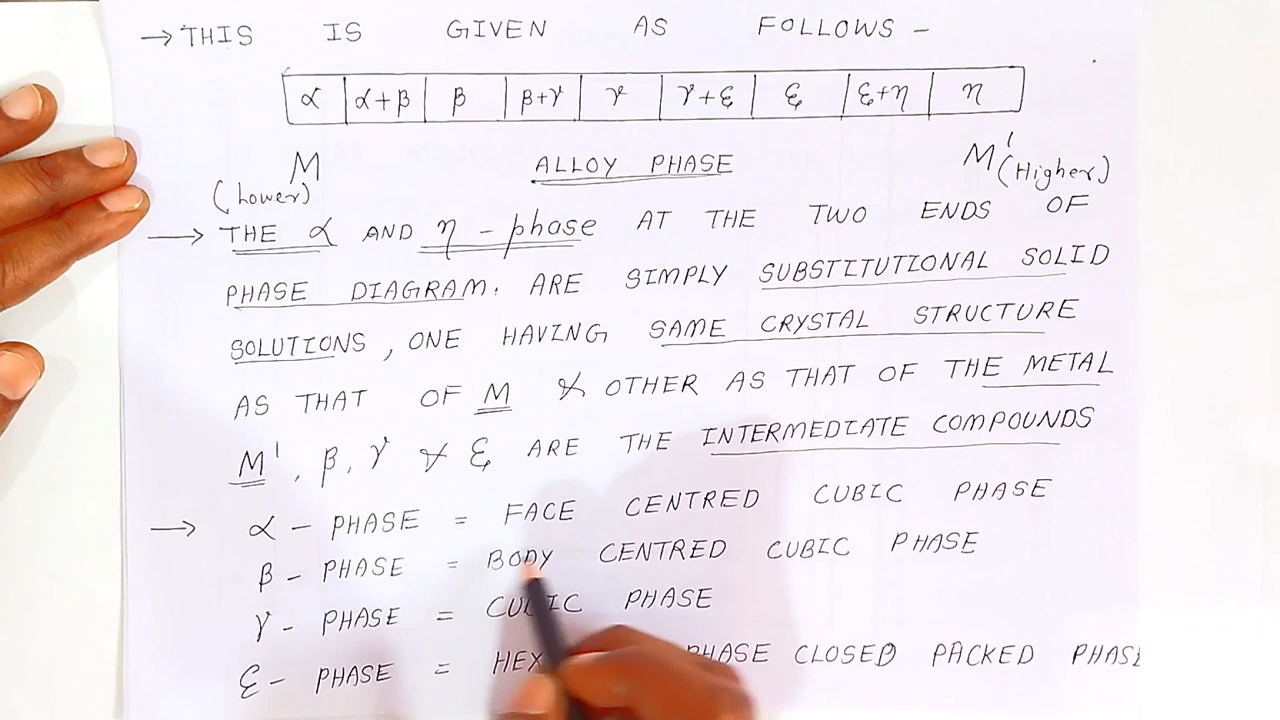 → THIS IS GIVEN AS FOLLOWS –
α α+β β β+γ γ γ+ε ε ε+η η
M ALLOY PHASE M'
(Lower) (Higher)
→ THE α AND η - phase AT THE TWO ENDS OF
PHASE DIAGRAM. ARE SIMPLY SUBSTITUTIONAL SOLID
SOLUTIONS, ONE HAVING SAME CRYSTAL STRUCTURE
AS THAT OF M & OTHER AS THAT OF THE METAL
M', β, γ & ε ARE THE INTERMEDIATE COMPOUNDS
→ α - PHASE = FACE CENTRED CUBIC PHASE
β - PHASE = BODY CENTRED CUBIC PHASE
γ - PHASE = CUBIC PHASE
ε - PHASE = PHASE CLOSED PACKED PHASE